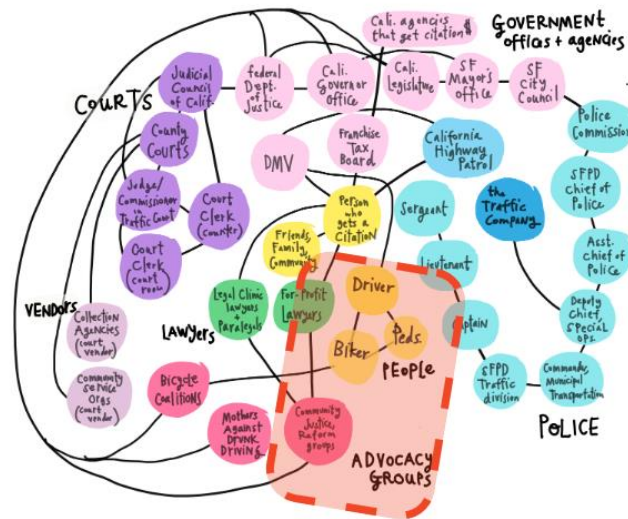 Cali. agencies
that get citation $
GOVERNMENT
offices + agencies
COURTS
Judicial
Council
of Calif.
federal
Dept. of
Justice
Cali.
Governor
Office
Cali.
Legislature
SF
Mayor's
office
SF
City
Council
Police
Commission
County
Courts
DMV
Franchise
Tax
Board
California
Highway
Patrol
SFPD
Chief of
Police
Judge/
Commissioner
in Traffic Court
Court
Clerk
(counter)
Person
who
gets a
Citation
Sergeant
the
Traffic
Company
Asst.
Chief of
Police
Friends,
Family,
Community
Court
Clerk
(court
room)
Lieutenant
VENDORS
Collection
Agencies
(court
vendor)
LAWYERS
Legal Clinic
lawyers
+
Paralegals
For-Profit
Lawyers
Driver
Captain
Deputy
Chief,
Special
ops.
Biker
Peds.
PEOPLE
Community
Service
Orgs
(court
vendor)
Bicycle
Coalitions
SFPD
Traffic
division
Commander,
Municipal
Transportation
POLICE
Mothers
Against
DRUNK
DRIVING
Community
Justice,
Reform
groups
ADVOCACY
GROUPS